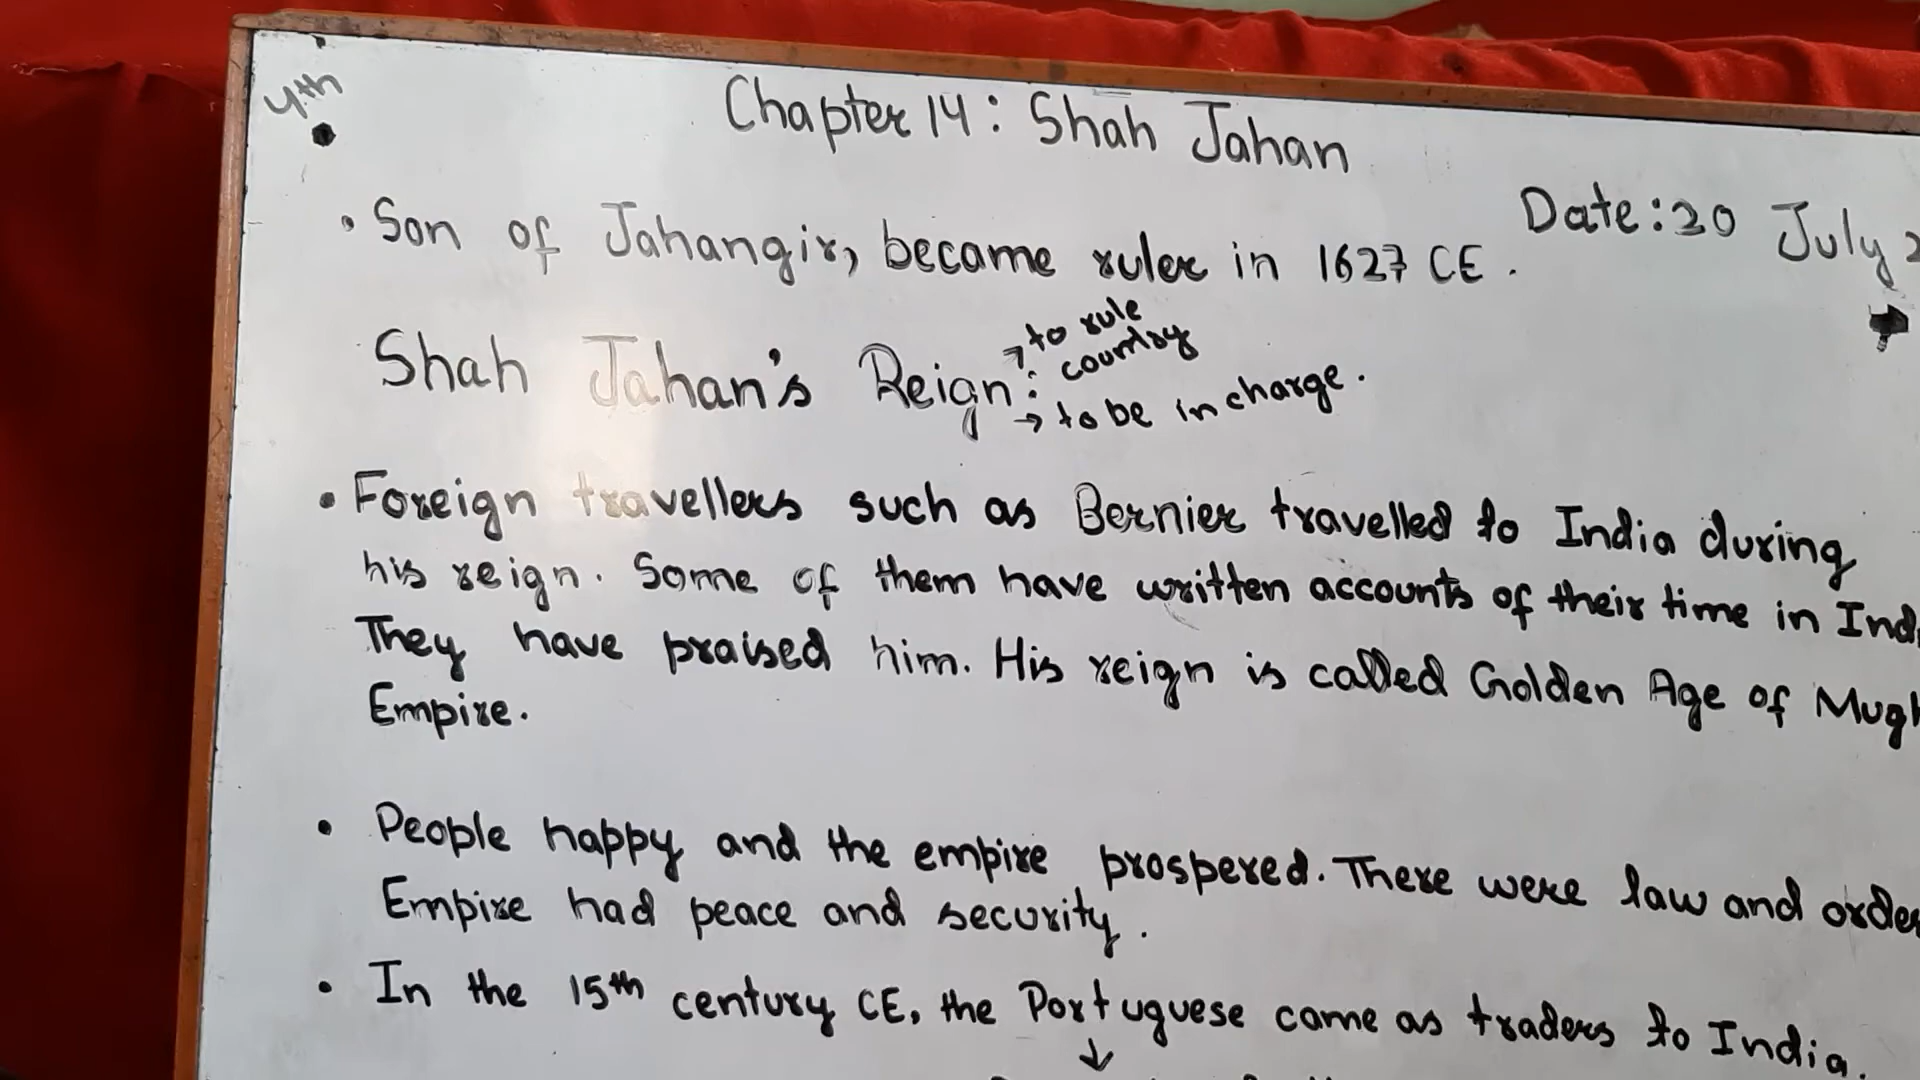 4th
Chapter 14: Shah Jahan
Date: 20 July
• Son of Jahangir, became ruler in 1627 CE.
Shah Jahan's Reign: → to rule country
→ to be in charge.
• Foreign travellers such as Bernier travelled to India during
his reign. Some of them have written accounts of their time in Ind
They have praised him. His reign is called Golden Age of Mugh
Empire.
• People happy and the empire prospered. There were law and order
Empire had peace and security.
• In the 15th century CE, the Portuguese came as traders to India.
↓